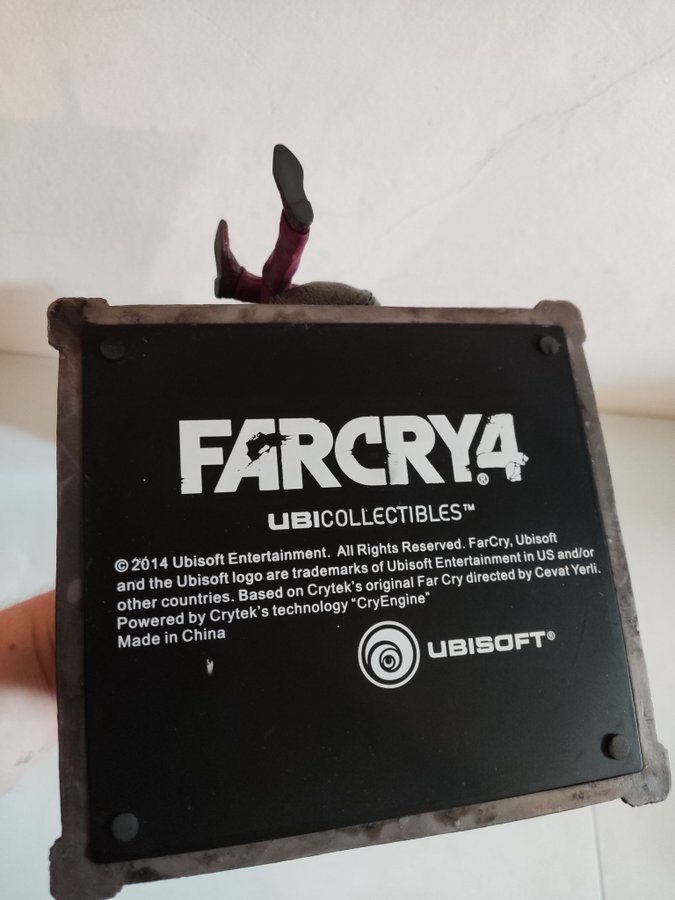 FARCRY4®
UBICOLLECTIBLES™
© 2014 Ubisoft Entertainment. All Rights Reserved. FarCry, Ubisoft
and the Ubisoft logo are trademarks of Ubisoft Entertainment in US and/or
other countries. Based on Crytek's original Far Cry directed by Cevat Yerli.
Powered by Crytek's technology "CryEngine"
Made in China
UBISOFT®